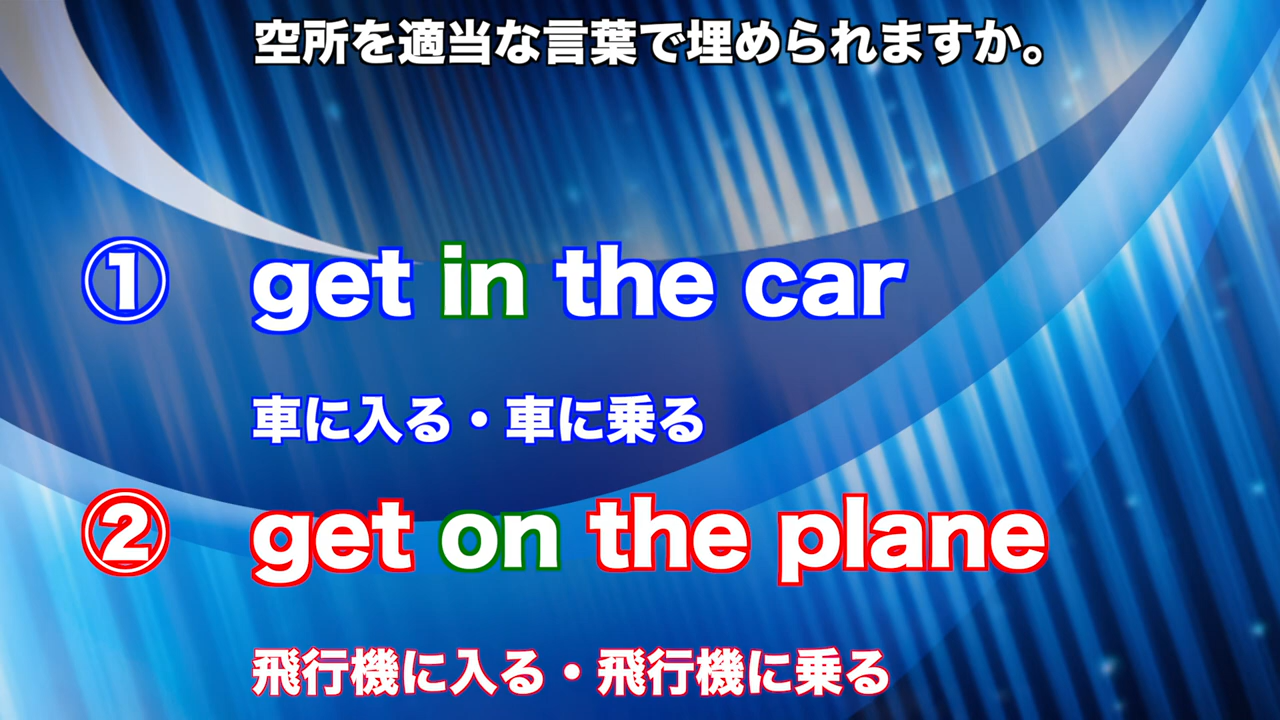 空所を適当な言葉で埋められますか。
① get in the car
車に入る・車に乗る
② get on the plane
飛行機に入る・飛行機に乗る